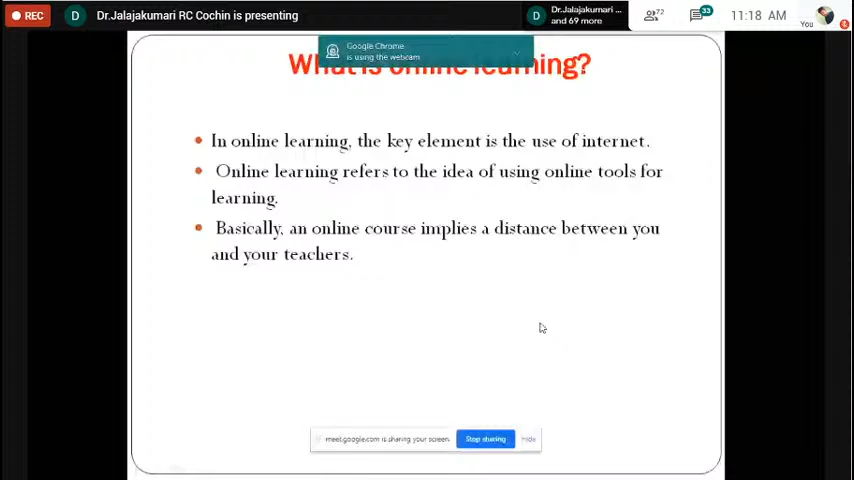 REC
D
Dr.Jalajakumari RC Cochin is presenting
D
Dr.Jalajakumari ...
and 69 more
72
33
11:18 AM
You
Google Chrome
is using the webcam
What is online learning?
• In online learning, the key element is the use of internet.
• Online learning refers to the idea of using online tools for
learning.
• Basically, an online course implies a distance between you
and your teachers.
meet.google.com is sharing your screen.
Stop sharing
Hide